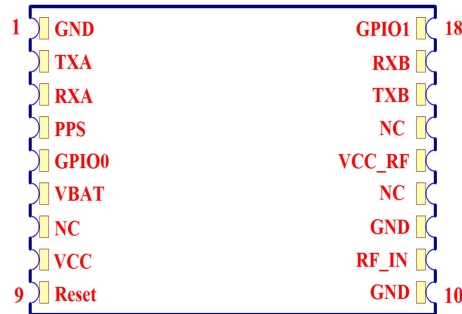 1 GND GPIO1 18
TXA RXB
RXA TXB
PPS NC
GPIO0 VCC_RF
VBAT NC
NC GND
VCC RF_IN
9 Reset GND 10